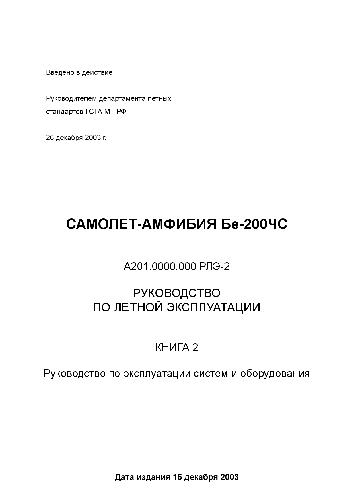 Введено в действие
Руководителем департамента летных
стандартов ГСГА МТ РФ
26 декабря 2003 г.
САМОЛЕТ-АМФИБИЯ Бе-200ЧС
А201.0000.000 РЛЭ-2
РУКОВОДСТВО
ПО ЛЕТНОЙ ЭКСПЛУАТАЦИИ
КНИГА 2
Руководство по эксплуатации систем и оборудования
Дата издания 15 декабря 2003